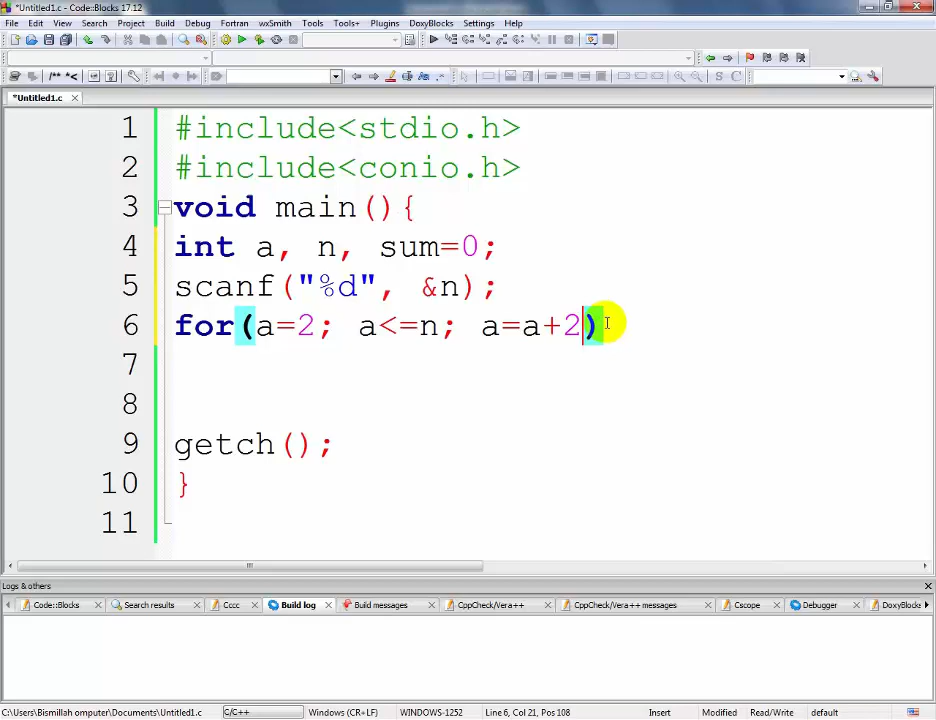 *Untitled1.c - Code::Blocks 17.12
File Edit View Search Project Build Debug Fortran wxSmith Tools Tools+ Plugins DoxyBlocks Settings Help
/** *<
S C
*Untitled1.c
1 #include<stdio.h>
2 #include<conio.h>
3 void main(){
4 int a, n, sum=0;
5 scanf("%d", &n);
6 for(a=2; a<=n; a=a+2)
7
8
9 getch();
10 }
11
Logs & others
Code::Blocks Search results Cccc Build log Build messages CppCheck/Vera++ CppCheck/Vera++ messages Cscope Debugger DoxyBlocks
C:\Users\Bismillah omputer\Documents\Untitled1.c C/C++ Windows (CR+LF) WINDOWS-1252 Line 6, Col 21, Pos 108 Insert Modified Read/Write default